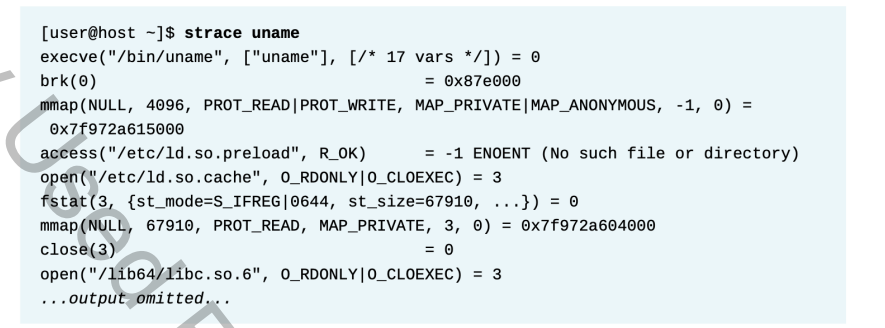 [user@host ~]$ strace uname
execve("/bin/uname", ["uname"], [/* 17 vars */]) = 0
brk(0)                                  = 0x87e000
mmap(NULL, 4096, PROT_READ|PROT_WRITE, MAP_PRIVATE|MAP_ANONYMOUS, -1, 0) =
 0x7f972a615000
access("/etc/ld.so.preload", R_OK)      = -1 ENOENT (No such file or directory)
open("/etc/ld.so.cache", O_RDONLY|O_CLOEXEC) = 3
fstat(3, {st_mode=S_IFREG|0644, st_size=67910, ...}) = 0
mmap(NULL, 67910, PROT_READ, MAP_PRIVATE, 3, 0) = 0x7f972a604000
close(3)                                = 0
open("/lib64/libc.so.6", O_RDONLY|O_CLOEXEC) = 3
...output omitted...
Used